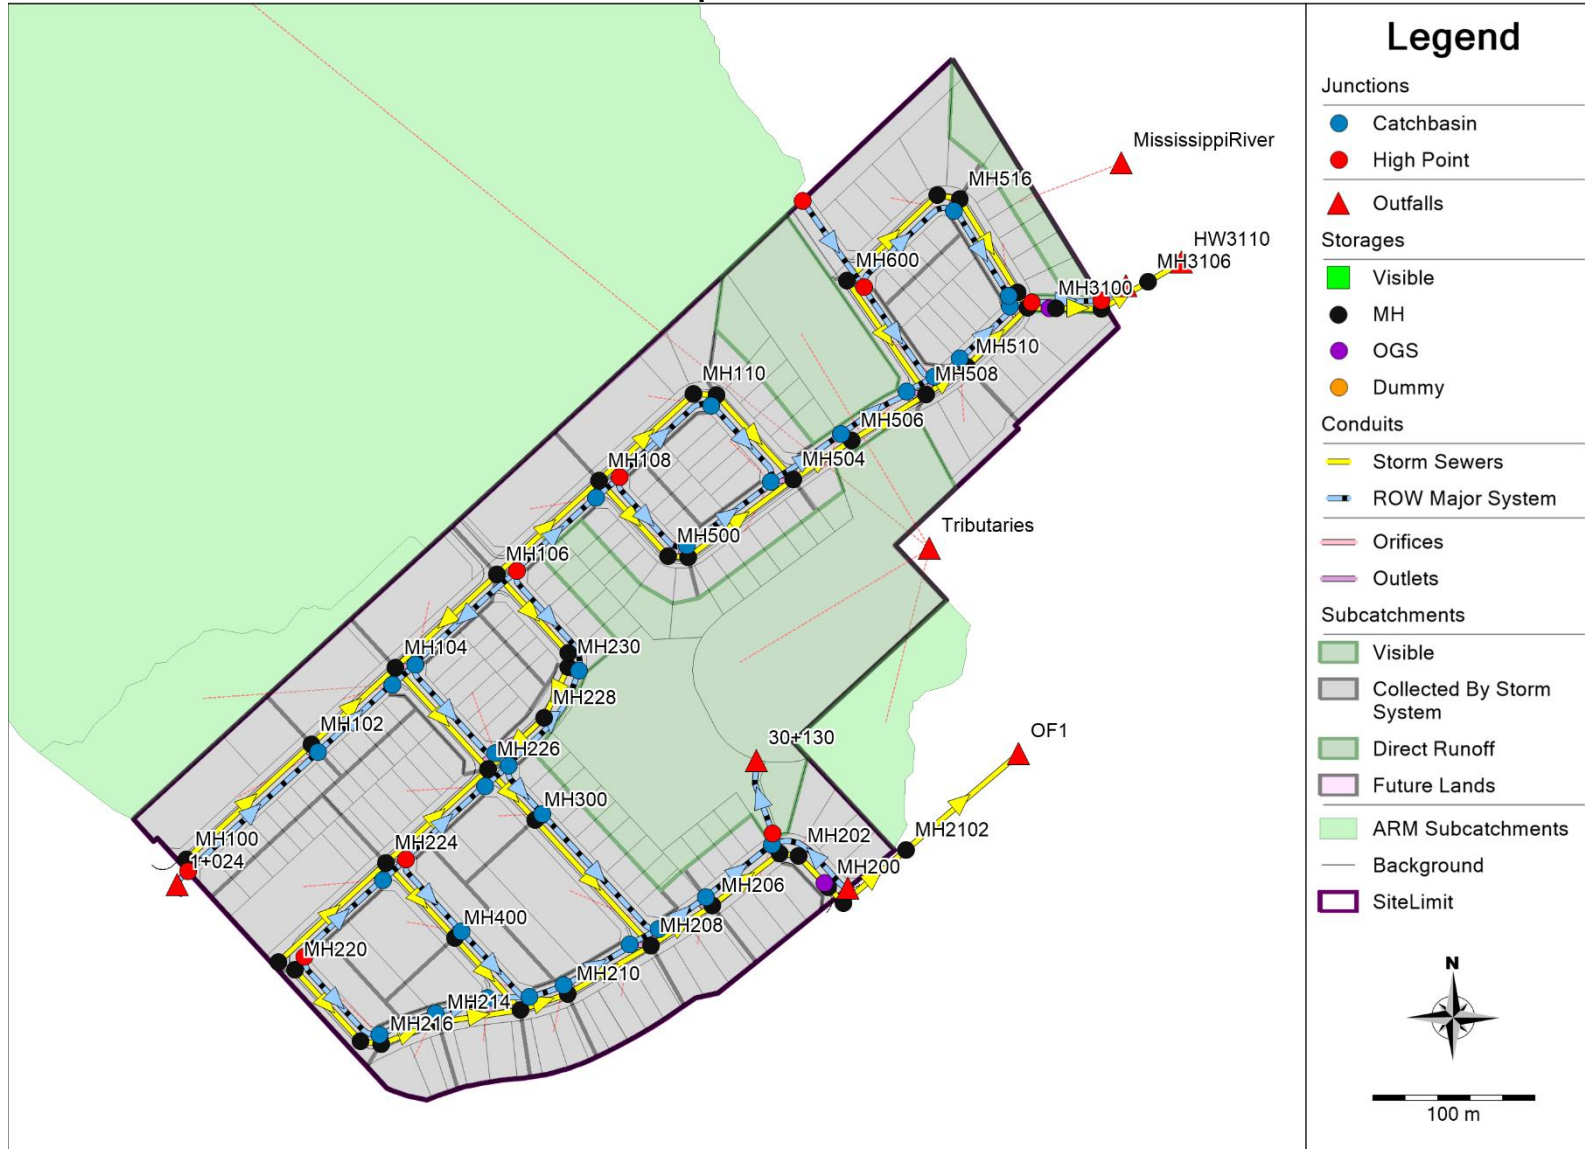 MississippiRiver
MH516
HW3110
MH3106
MH600
MH3100
MH510
MH508
MH110
MH506
MH504
MH108
MH500
Tributaries
MH106
MH104
MH230
MH228
MH102
MH226
30+130
OF1
MH300
MH100
MH224
MH202
MH2102
1+024
MH200
MH206
MH400
MH208
MH220
MH210
MH214
MH216
Legend
Junctions
Catchbasin
High Point
Outfalls
Storages
Visible
MH
OGS
Dummy
Conduits
Storm Sewers
ROW Major System
Orifices
Outlets
Subcatchments
Visible
Collected By Storm
System
Direct Runoff
Future Lands
ARM Subcatchments
Background
SiteLimit
N
100 m